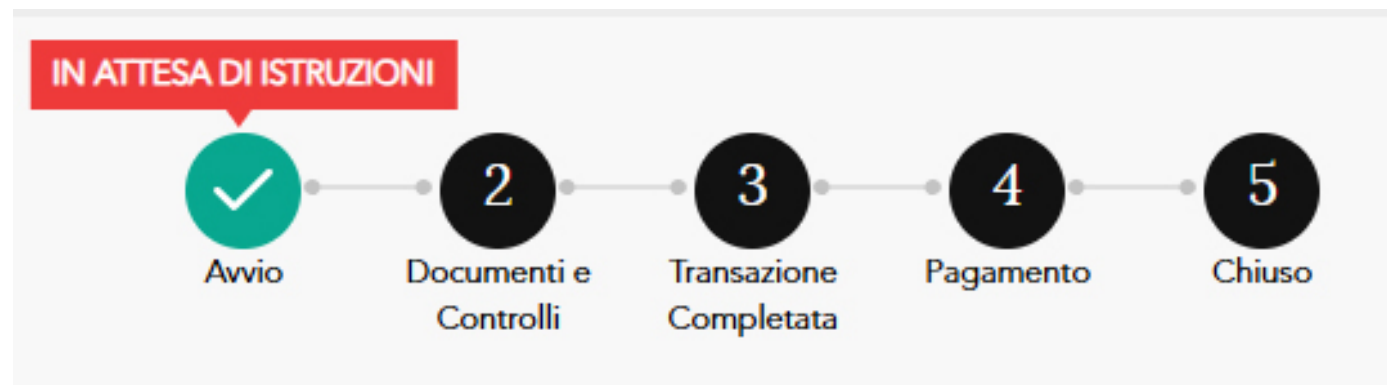 IN ATTESA DI ISTRUZIONI
2
3
4
5
Avvio
Documenti e
Controlli
Transazione
Completata
Pagamento
Chiuso